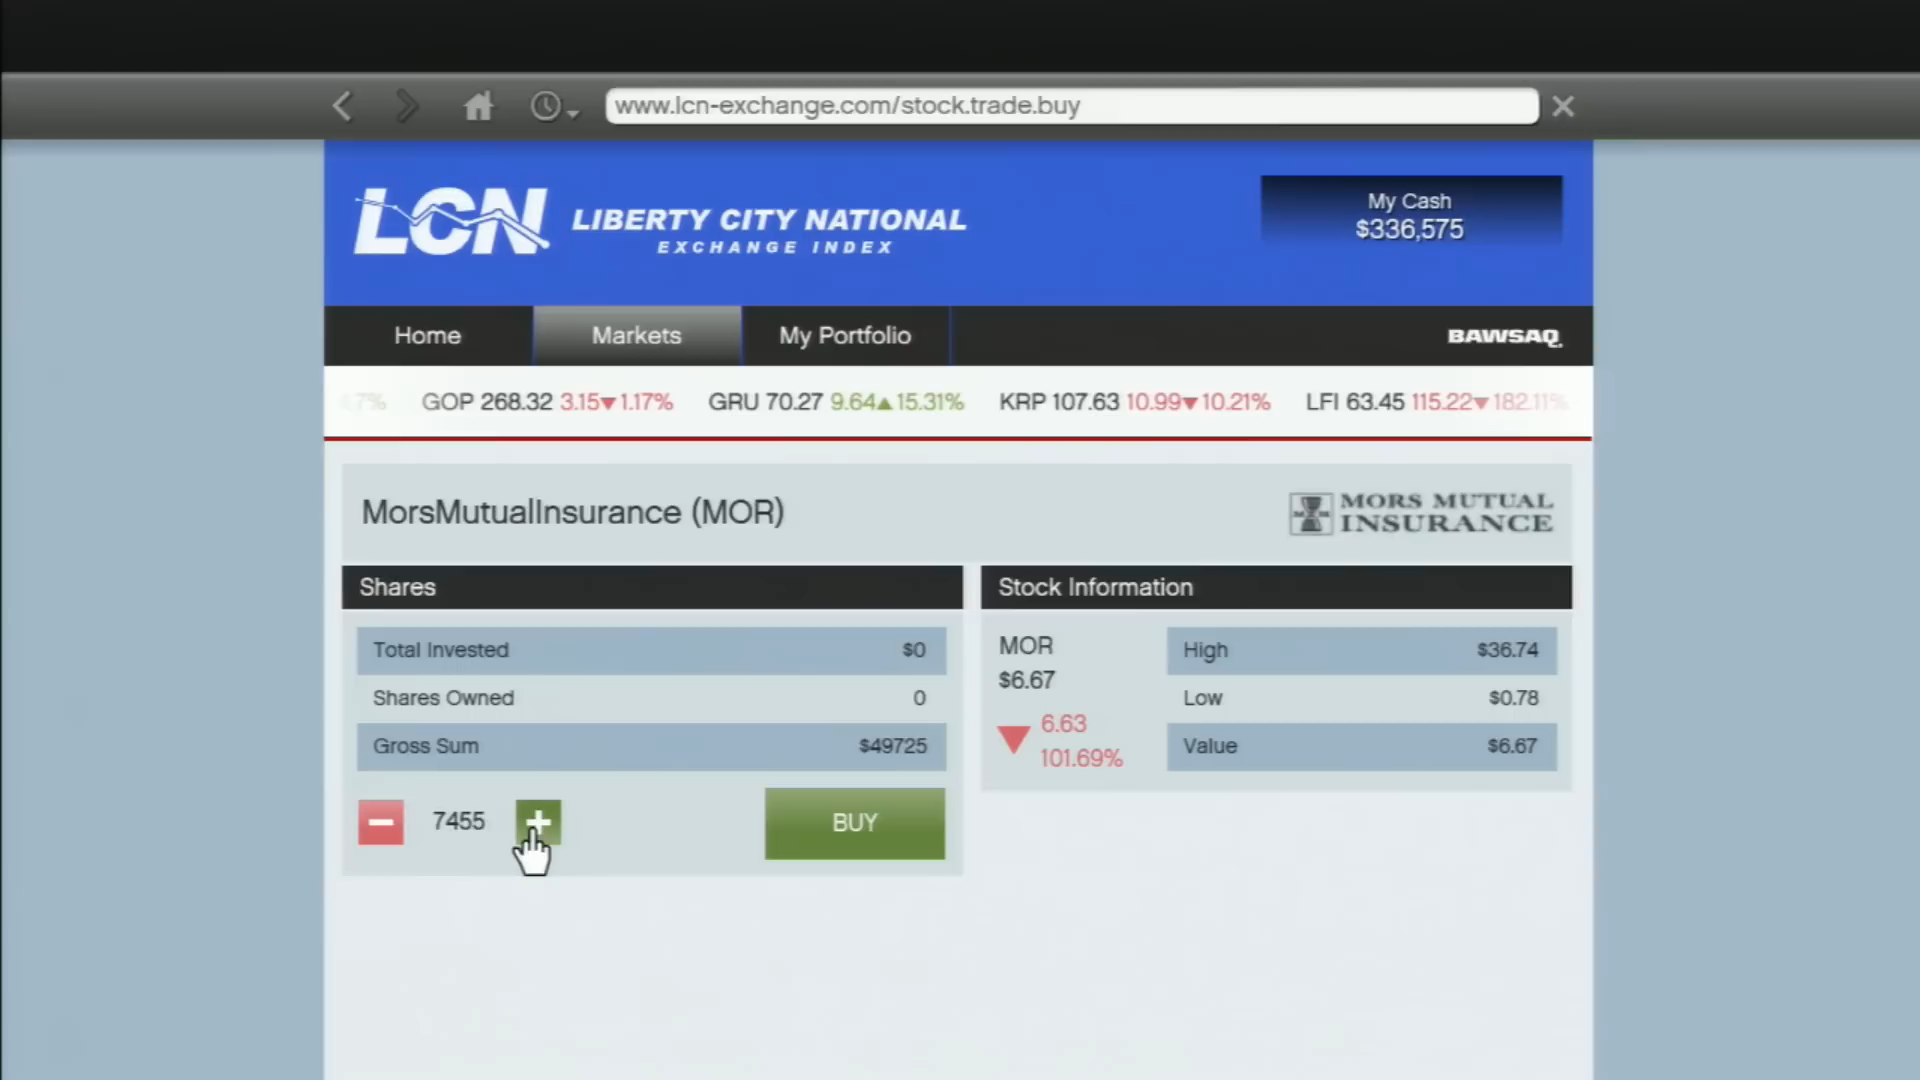 www.lcn-exchange.com/stock.trade.buy
LCN LIBERTY CITY NATIONAL
EXCHANGE INDEX
My Cash
$336,575
Home Markets My Portfolio BAWSAQ
4.7% GOP 268.32 3.15▼1.17% GRU 70.27 9.64▲15.31% KRP 107.63 10.99▼10.21% LFI 63.45 115.22▼182.11%
MorsMutualInsurance (MOR)
MORS MUTUAL
INSURANCE
Shares
Total Invested $0
Shares Owned 0
Gross Sum $49725
7455
BUY
Stock Information
MOR
$6.67
6.63
101.69%
High $36.74
Low $0.78
Value $6.67